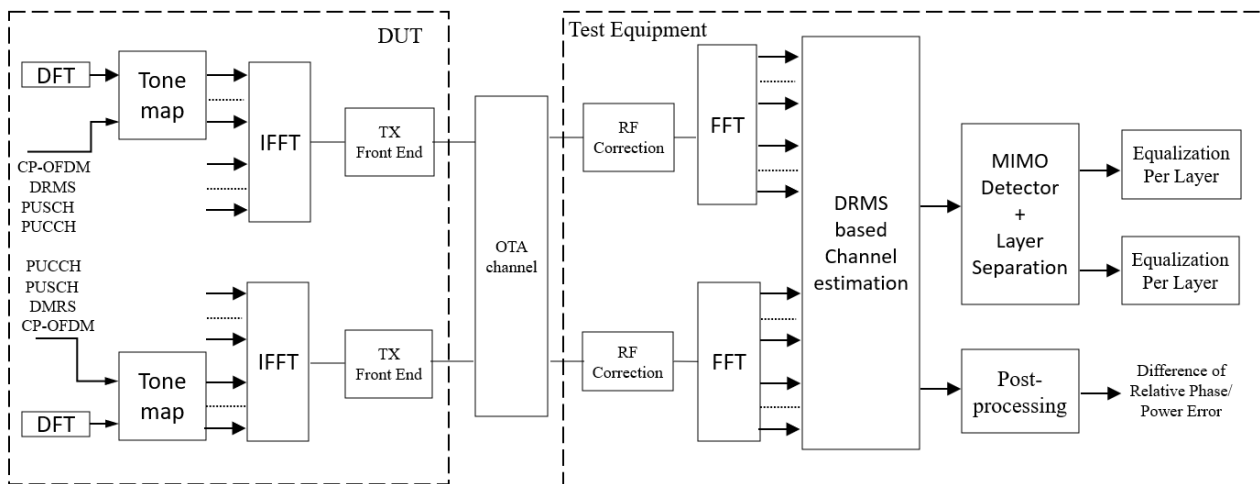 DUT
Test Equipment
DFT
Tone
map
CP-OFDM
DRMS
PUSCH
PUCCH
IFFT
TX
Front End
PUCCH
PUSCH
DMRS
CP-OFDM
DFT
Tone
map
IFFT
TX
Front End
OTA
channel
RF
Correction
FFT
RF
Correction
FFT
DRMS
based
Channel
estimation
MIMO
Detector
+
Layer
Separation
Equalization
Per Layer
Equalization
Per Layer
Post-
processing
Difference of
Relative Phase/
Power Error